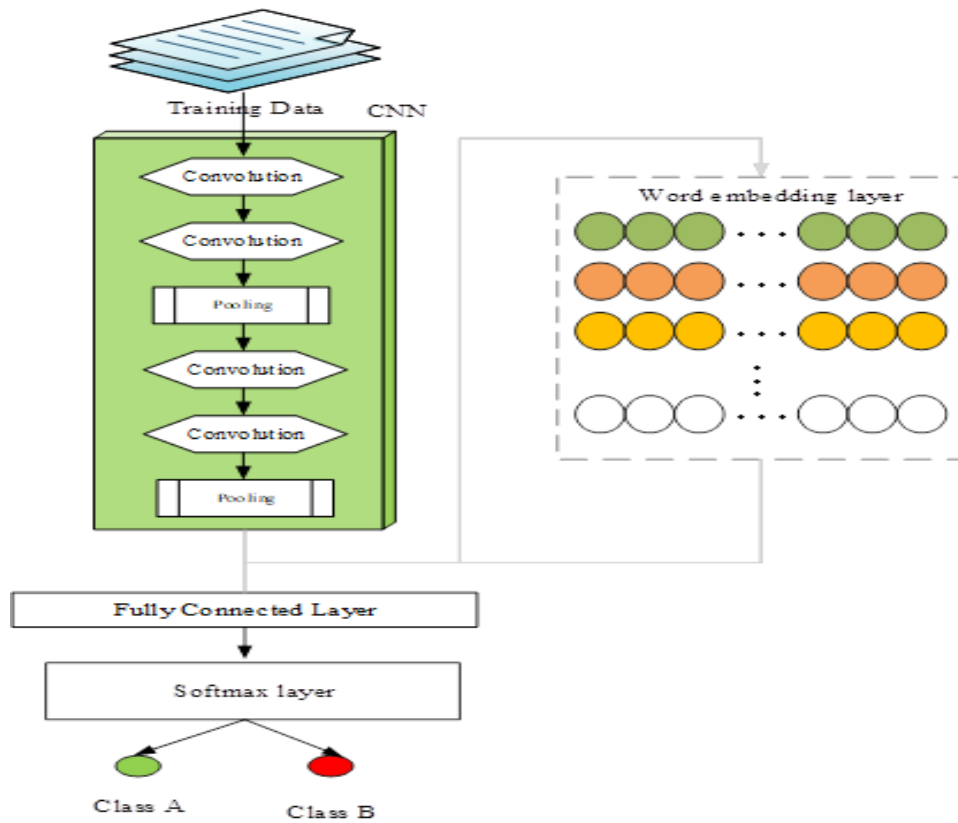 Training Data
CNN
Convolution
Convolution
Pooling
Convolution
Convolution
Pooling
Word embedding layer
Fully Connected Layer
Softmax layer
Class A
Class B